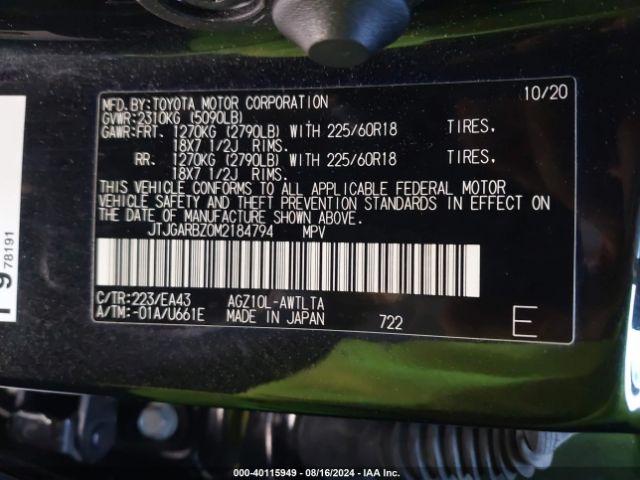 MFD.BY:TOYOTA MOTOR CORPORATION 10/20
GVWR:2310KG (5090LB)
GAWR:FRT. 1270KG (2790LB) WITH 225/60R18 TIRES,
18X7 1/2J RIMS.
RR. 1270KG (2790LB) WITH 225/60R18 TIRES,
18X7 1/2J RIMS.
THIS VEHICLE CONFORMS TO ALL APPLICABLE FEDERAL MOTOR
VEHICLE SAFETY AND THEFT PREVENTION STANDARDS IN EFFECT ON
THE DATE OF MANUFACTURE SHOWN ABOVE.
JTJGARBZ0M2184794 MPV
C/TR:223/EA43 AGZ10L-AWTLTA
A/TM:-01A/U661E MADE IN JAPAN 722 E
78191
000-40115949 - 08/16/2024 - IAA Inc.